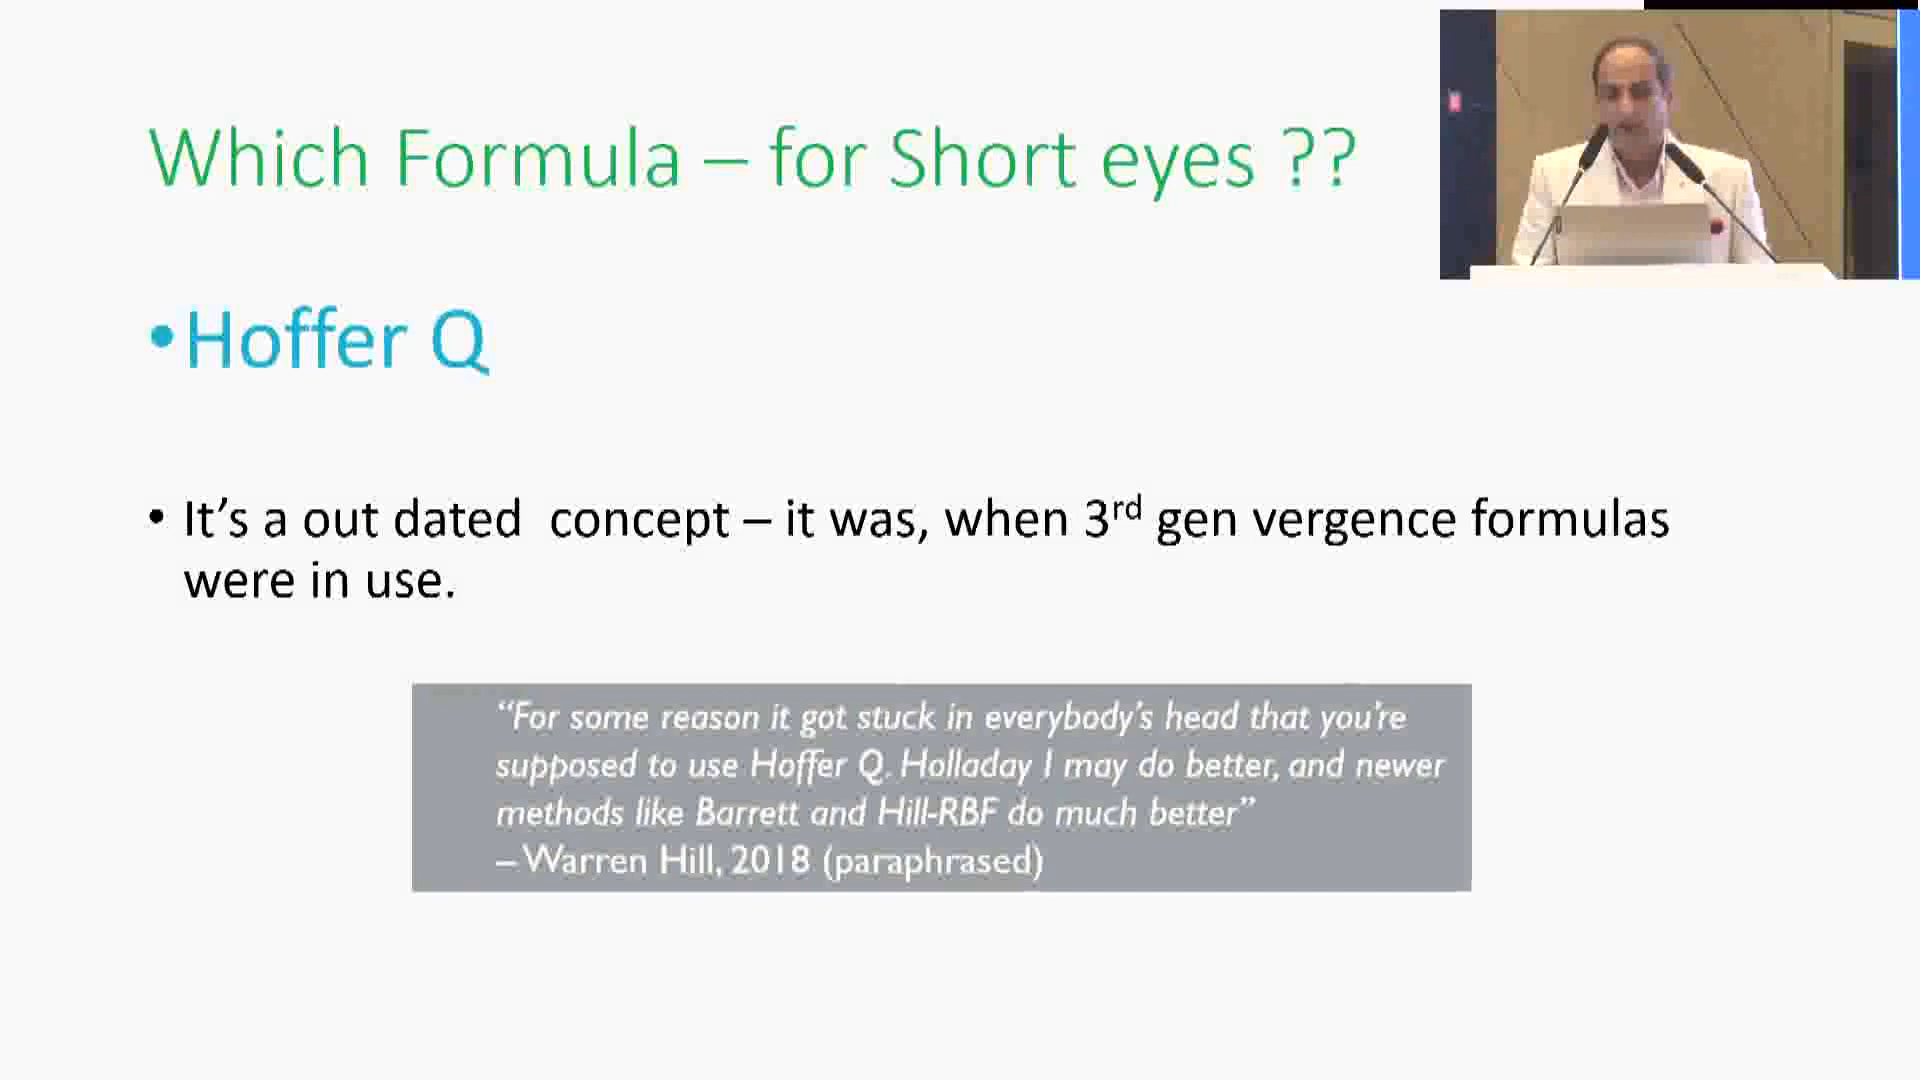 Which Formula – for Short eyes ??
•Hoffer Q
• It’s a out dated  concept – it was, when 3rd gen vergence formulas
were in use.
“For some reason it got stuck in everybody’s head that you’re
supposed to use Hoffer Q. Holladay I may do better, and newer
methods like Barrett and Hill-RBF do much better”
– Warren Hill, 2018 (paraphrased)